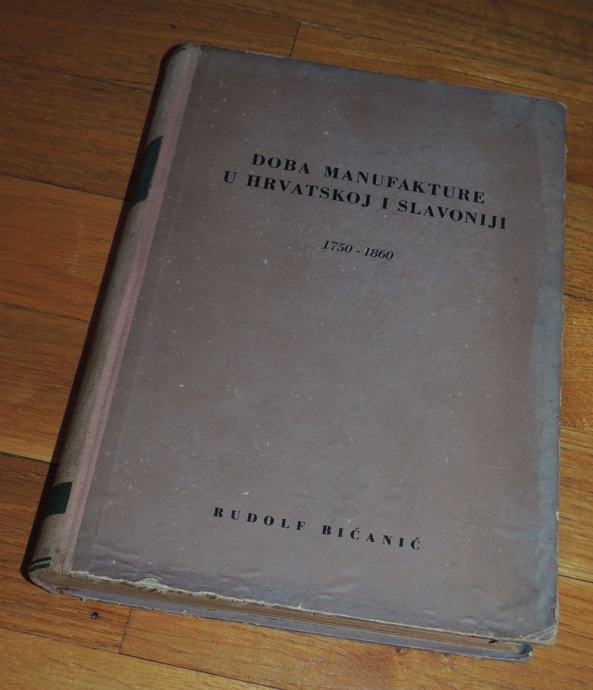 DOBA MANUFAKTURE
U HRVATSKOJ I SLAVONIJI
1750 - 1860
RUDOLF BIĆANIĆ